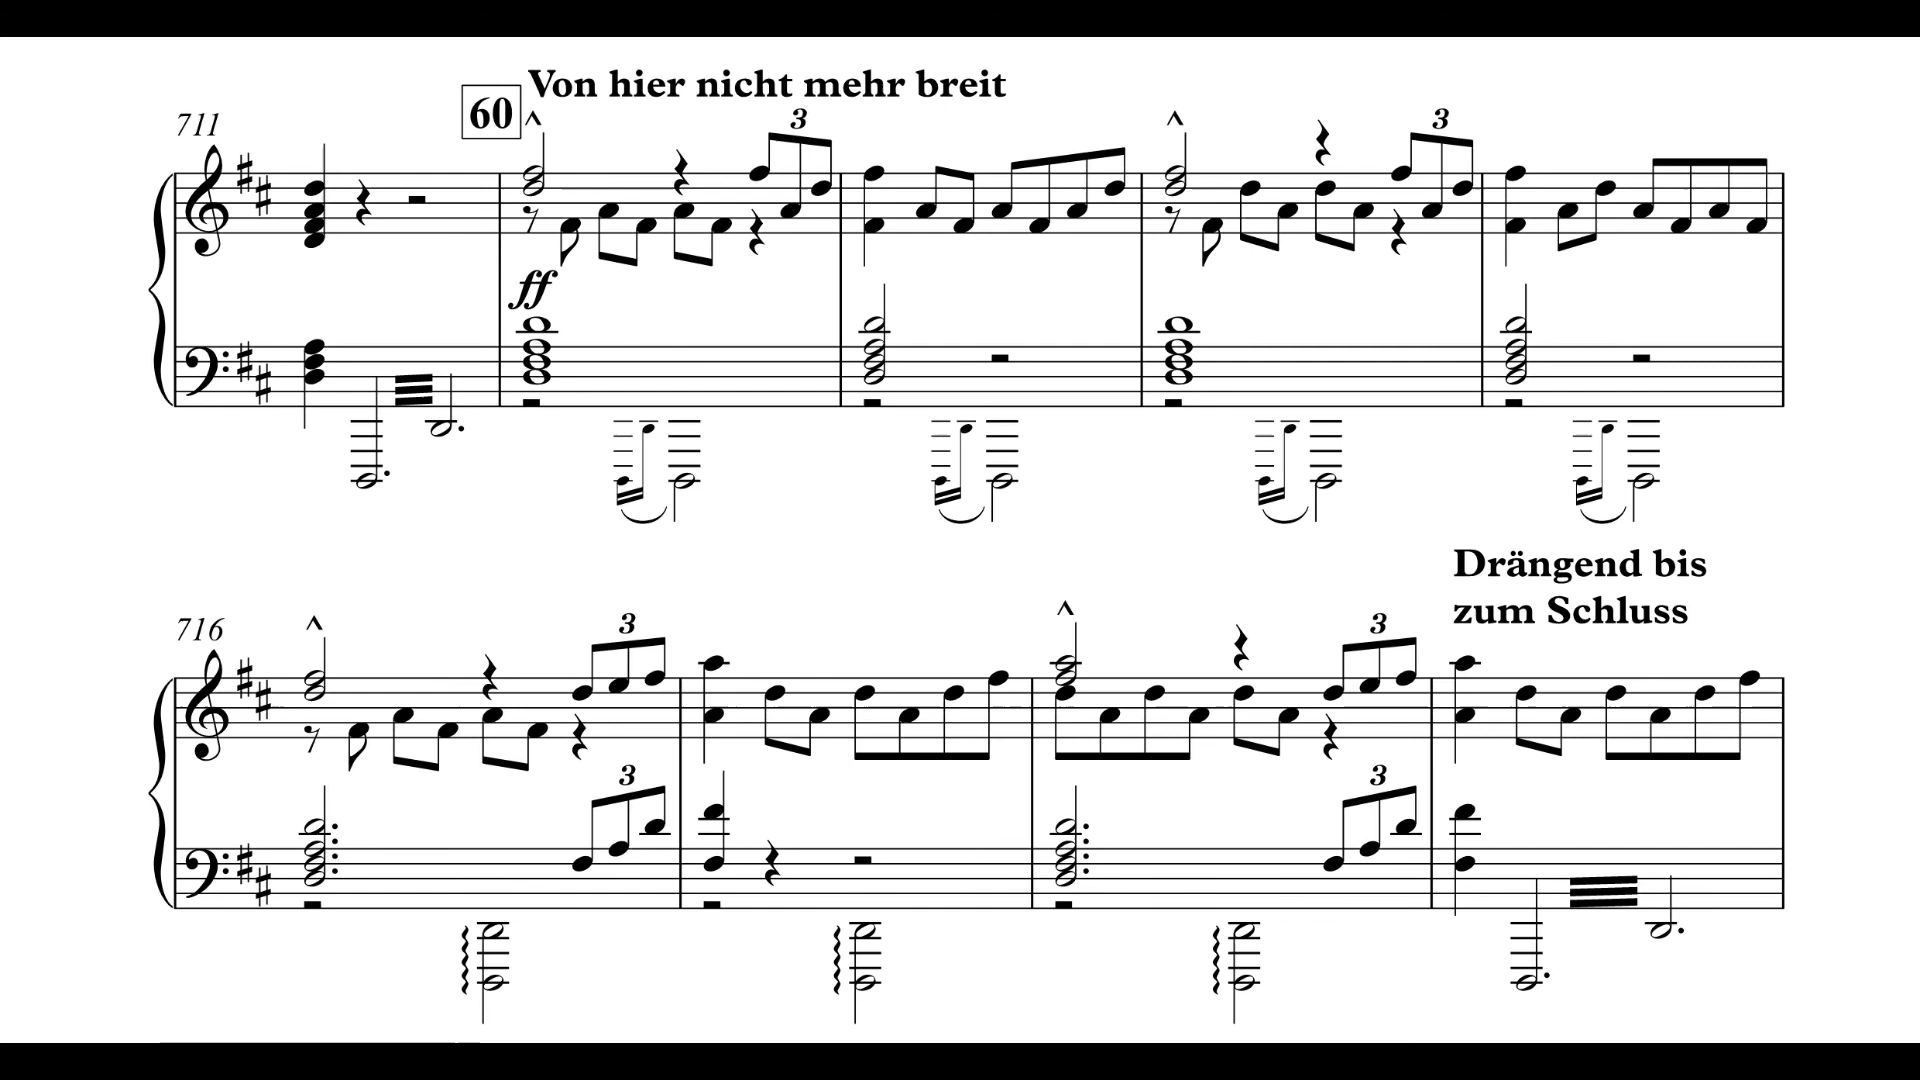 Von hier nicht mehr breit
711
60
3
3
ff
Drängend bis
zum Schluss
716
3
3
3
3